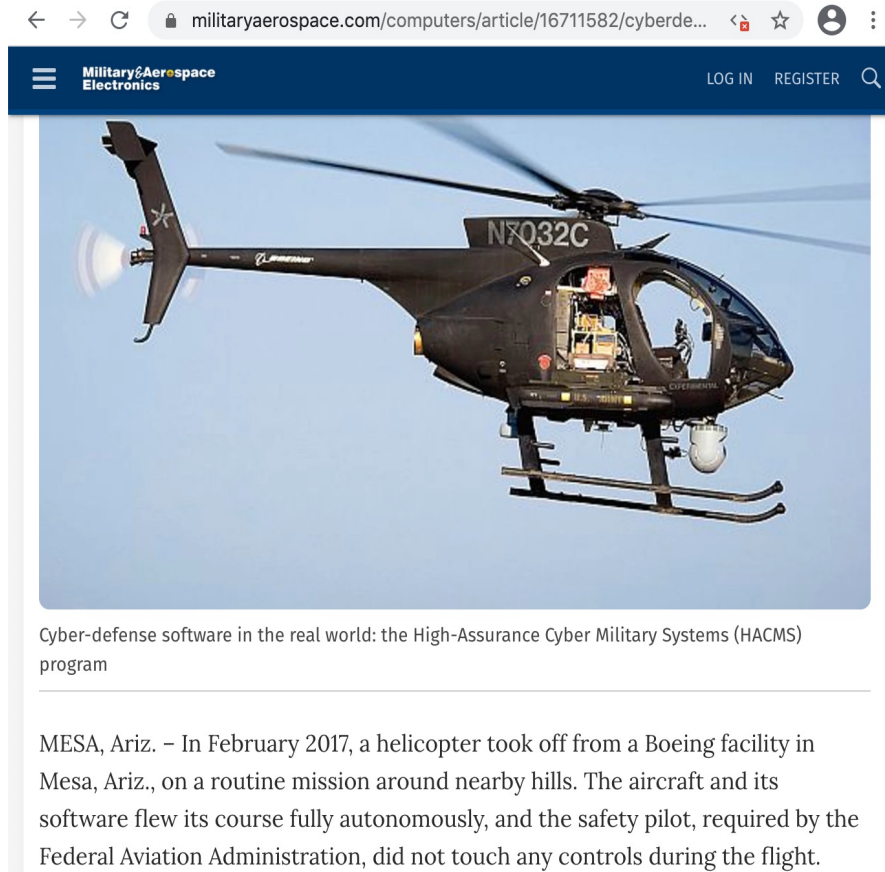 militaryaerospace.com/computers/article/16711582/cyberde...
Military&Aerospace
Electronics
LOG IN REGISTER
N7032C
BOEING
EXPERIMENTAL
U.S. ARMY
Cyber-defense software in the real world: the High-Assurance Cyber Military Systems (HACMS)
program
MESA, Ariz. – In February 2017, a helicopter took off from a Boeing facility in
Mesa, Ariz., on a routine mission around nearby hills. The aircraft and its
software flew its course fully autonomously, and the safety pilot, required by the
Federal Aviation Administration, did not touch any controls during the flight.